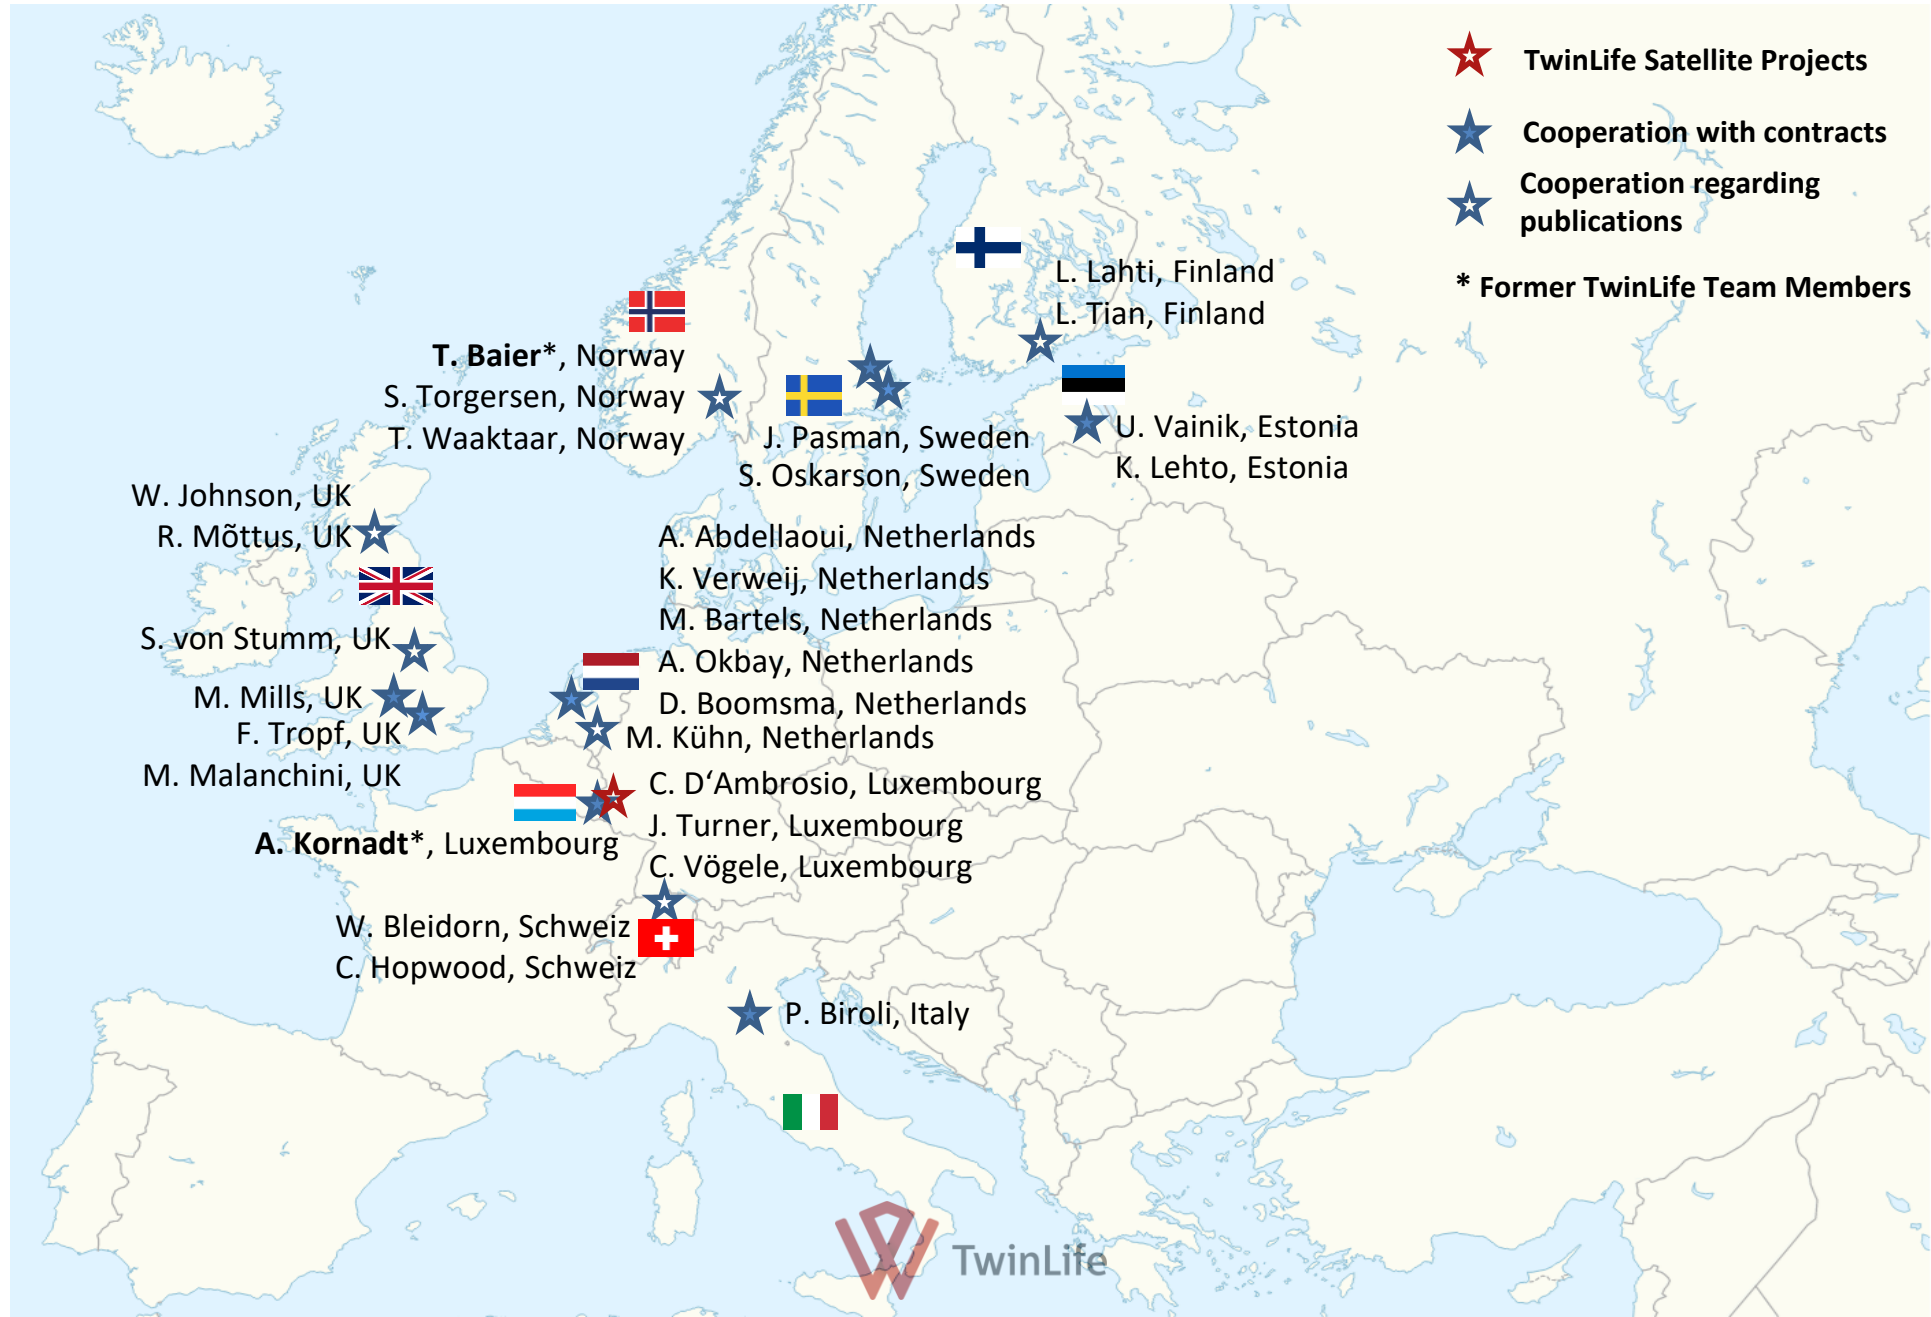 TwinLife Satellite Projects
Cooperation with contracts
Cooperation regarding
publications
* Former TwinLife Team Members
L. Lahti, Finland
L. Tian, Finland
T. Baier*, Norway
S. Torgersen, Norway
T. Waaktaar, Norway
J. Pasman, Sweden
S. Oskarson, Sweden
U. Vainik, Estonia
K. Lehto, Estonia
W. Johnson, UK
R. Mõttus, UK
S. von Stumm, UK
M. Mills, UK
F. Tropf, UK
M. Malanchini, UK
A. Abdellaoui, Netherlands
K. Verweij, Netherlands
M. Bartels, Netherlands
A. Okbay, Netherlands
D. Boomsma, Netherlands
M. Kühn, Netherlands
C. D‘Ambrosio, Luxembourg
J. Turner, Luxembourg
C. Vögele, Luxembourg
A. Kornadt*, Luxembourg
W. Bleidorn, Schweiz
C. Hopwood, Schweiz
P. Biroli, Italy
TwinLife